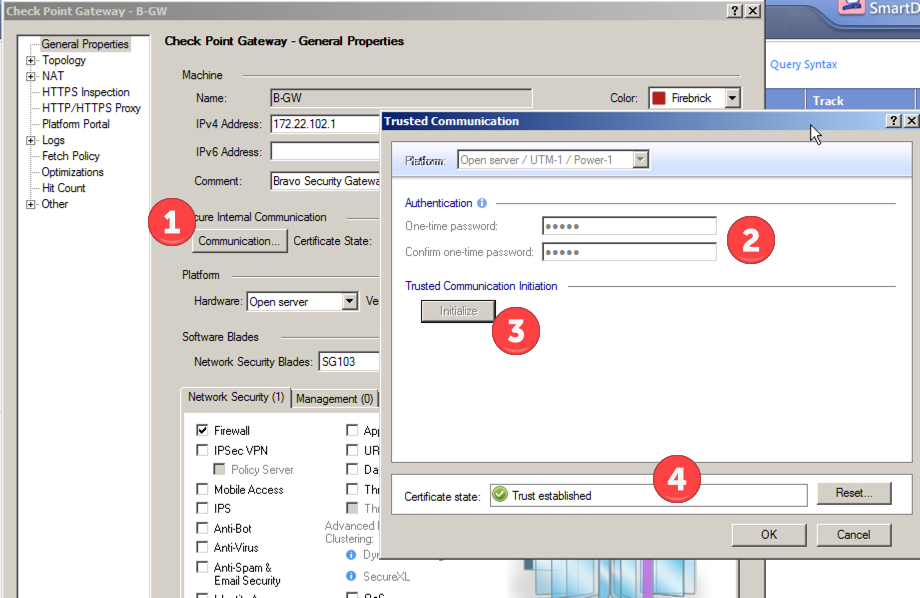 Check Point Gateway - B-GW
SmartD
General Properties
Topology
NAT
HTTPS Inspection
HTTP/HTTPS Proxy
Platform Portal
Logs
Fetch Policy
Optimizations
Hit Count
Other
Check Point Gateway - General Properties
Machine
Name: B-GW Color: Firebrick
IPv4 Address: 172.22.102.1
IPv6 Address:
Comment: Bravo Security Gatewa
1 cure Internal Communication
Communication... Certificate State:
Platform
Hardware: Open server Ve
Software Blades
Network Security Blades: SG103
Network Security (1) Management (0)
Firewall App
IPSec VPN UR
Policy Server Da
Mobile Access Thr
IPS Thr
Anti-Bot Advanced
Anti-Virus Clustering:
Anti-Spam & Dy
Email Security SecureXL
QoS
Query Syntax
Track
Trusted Communication
Platform: Open server / UTM-1 / Power-1
Authentication
One-time password: •••••
Confirm one-time password: •••••
2
Trusted Communication Initiation
Initialize
3
4
Certificate state: Trust established Reset...
OK Cancel